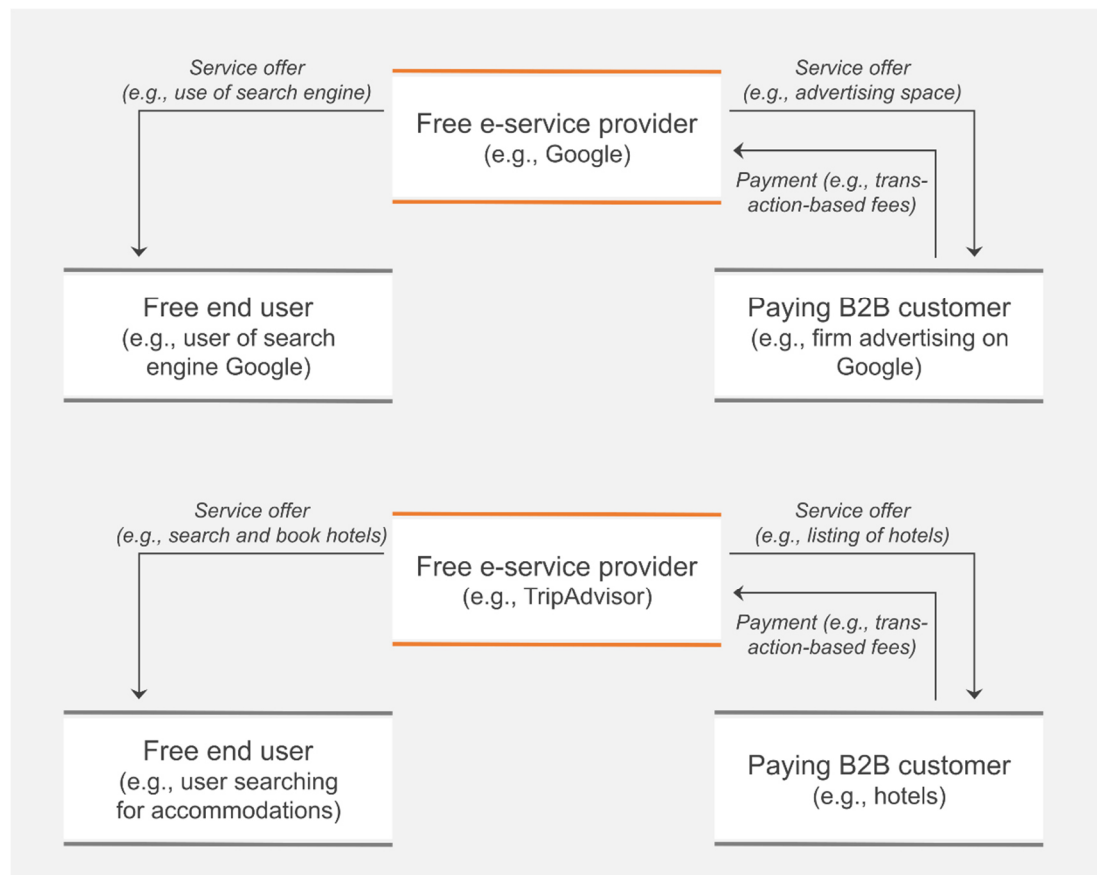 Service offer
(e.g., use of search engine)
Free e-service provider
(e.g., Google)
Service offer
(e.g., advertising space)
Payment (e.g., trans-
action-based fees)
Free end user
(e.g., user of search
engine Google)
Paying B2B customer
(e.g., firm advertising on
Google)
Service offer
(e.g., search and book hotels)
Free e-service provider
(e.g., TripAdvisor)
Service offer
(e.g., listing of hotels)
Payment (e.g., trans-
action-based fees)
Free end user
(e.g., user searching
for accommodations)
Paying B2B customer
(e.g., hotels)